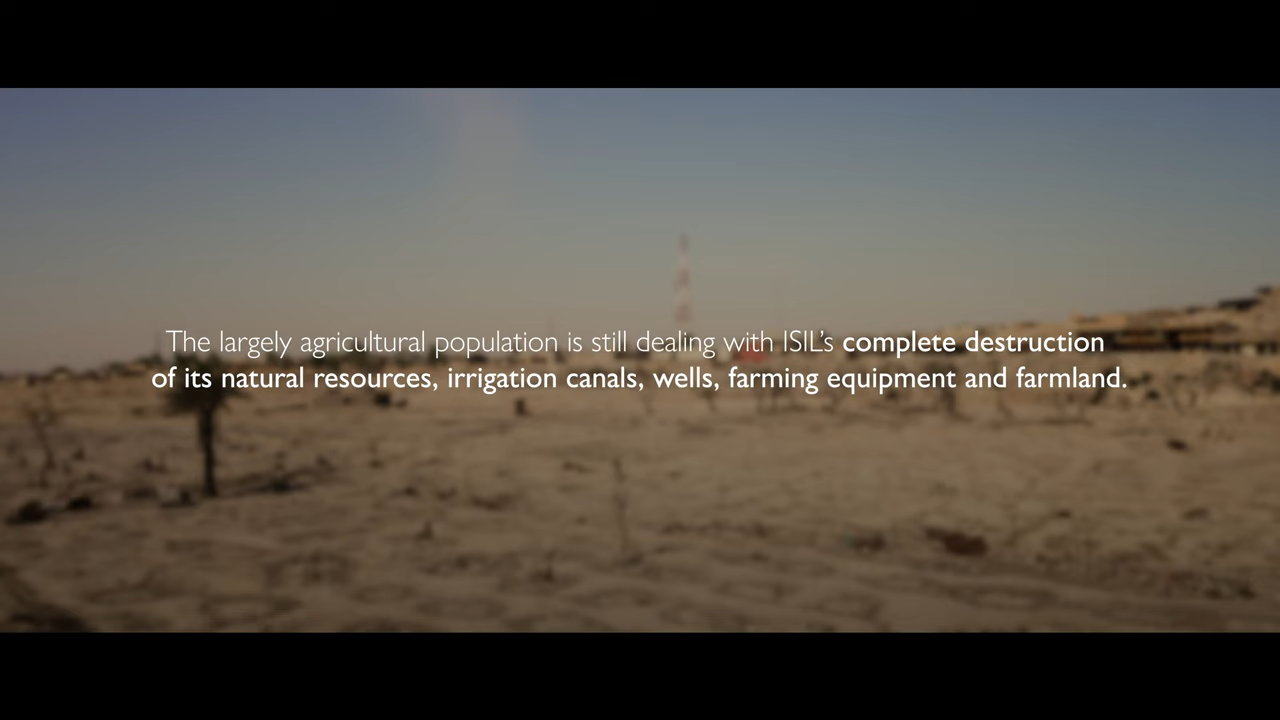 The largely agricultural population is still dealing with ISIL's complete destruction
of its natural resources, irrigation canals, wells, farming equipment and farmland.